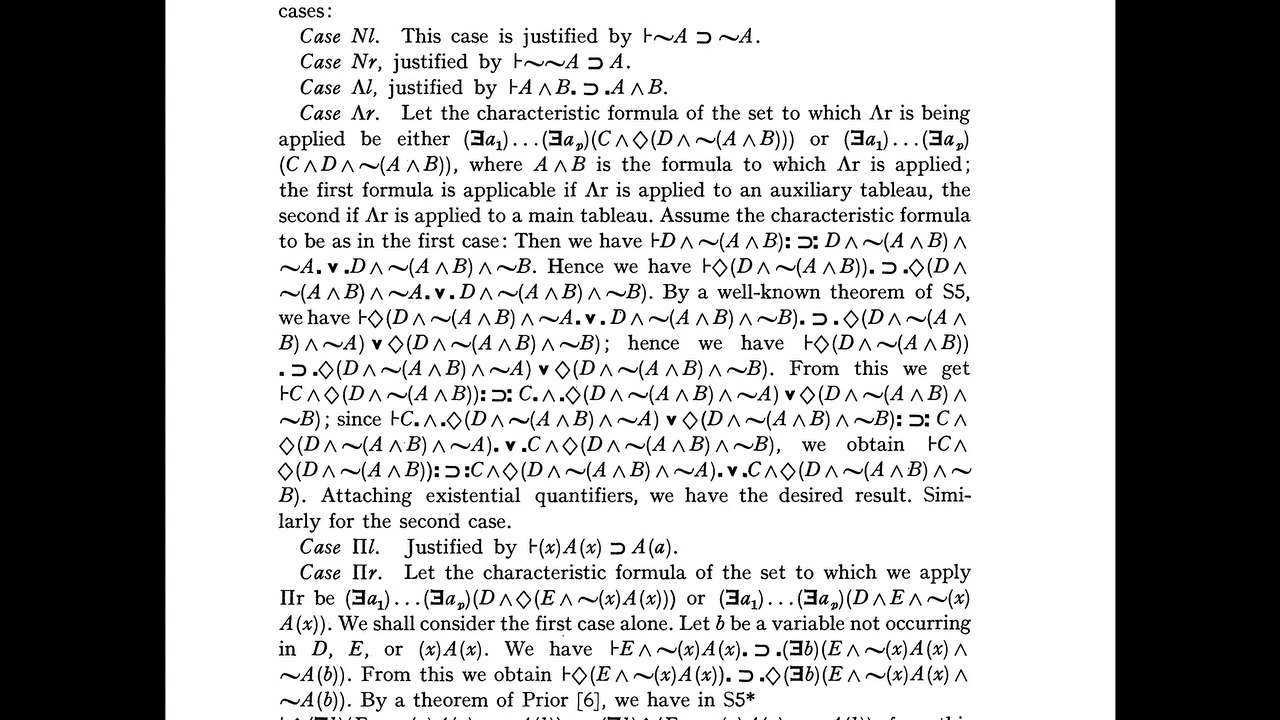 cases:
Case Nl. This case is justified by ⊢∼A ⊃ ∼A.
Case Nr, justified by ⊢∼∼A ⊃ A.
Case Λl, justified by ⊢A ∧ B. ⊃ .A ∧ B.
Case Λr. Let the characteristic formula of the set to which Λr is being
applied be either (∃a₁)...(∃aₚ)(C∧◇(D∧∼(A∧B))) or (∃a₁)...(∃aₚ)
(C∧D∧∼(A∧B)), where A∧B is the formula to which Λr is applied;
the first formula is applicable if Λr is applied to an auxiliary tableau, the
second if Λr is applied to a main tableau. Assume the characteristic formula
to be as in the first case: Then we have ⊢D∧∼(A∧B): ⊃: D∧∼(A∧B)∧
∼A. v .D∧∼(A∧B)∧∼B. Hence we have ⊢◇(D∧∼(A∧B)). ⊃ .◇(D∧
∼(A∧B)∧∼A.v.D∧∼(A∧B)∧∼B). By a well-known theorem of S5,
we have ⊢◇(D∧∼(A∧B)∧∼A.v.D∧∼(A∧B)∧∼B). ⊃ .◇(D∧∼(A∧
B)∧∼A) v ◇(D∧∼(A∧B)∧∼B); hence we have ⊢◇(D∧∼(A∧B))
. ⊃ .◇(D∧∼(A∧B)∧∼A) v ◇(D∧∼(A∧B)∧∼B). From this we get
⊢C∧◇(D∧∼(A∧B)): ⊃: C.∧.◇(D∧∼(A∧B)∧∼A) v ◇(D∧∼(A∧B)∧
∼B); since ⊢C.∧.◇(D∧∼(A∧B)∧∼A) v ◇(D∧∼(A∧B)∧∼B): ⊃: C∧
◇(D∧∼(A∧B)∧∼A). v .C∧◇(D∧∼(A∧B)∧∼B), we obtain ⊢C∧
◇(D∧∼(A∧B)):⊃:C∧◇(D∧∼(A∧B)∧∼A).v.C∧◇(D∧∼(A∧B)∧∼
B). Attaching existential quantifiers, we have the desired result. Simi-
larly for the second case.
Case Πl. Justified by ⊢(x)A(x) ⊃ A(a).
Case Πr. Let the characteristic formula of the set to which we apply
Πr be (∃a₁)...(∃aₚ)(D∧◇(E∧∼(x)A(x))) or (∃a₁)...(∃aₚ)(D∧E∧∼(x)
A(x)). We shall consider the first case alone. Let b be a variable not occurring
in D, E, or (x)A(x). We have ⊢E∧∼(x)A(x). ⊃ .(∃b)(E∧∼(x)A(x)∧
∼A(b)). From this we obtain ⊢◇(E∧∼(x)A(x)). ⊃ .◇(∃b)(E∧∼(x)A(x)∧
∼A(b)). By a theorem of Prior [6], we have in S5*